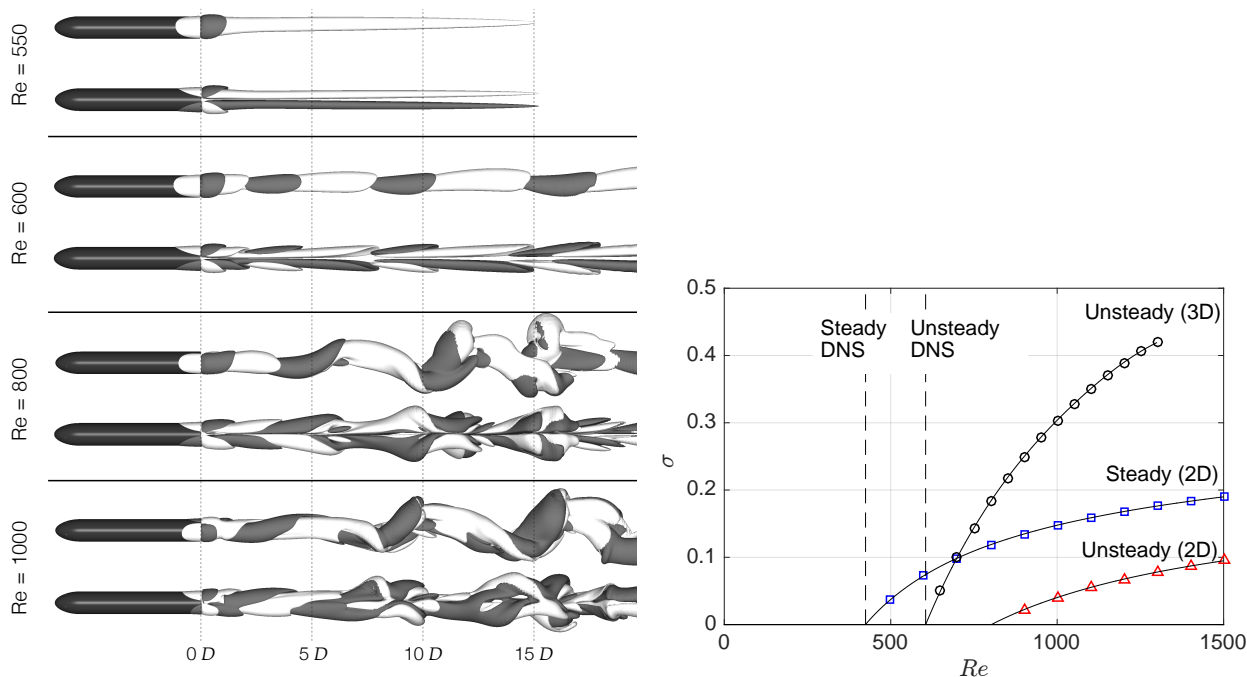 Re = 550
Re = 600
Re = 800
Re = 1000
0 D
5 D
10 D
15 D
0.5
0.4
0.3
0.2
0.1
0
σ
Steady
DNS
Unsteady
DNS
Unsteady (3D)
Steady (2D)
Unsteady (2D)
0
500
1000
1500
Re